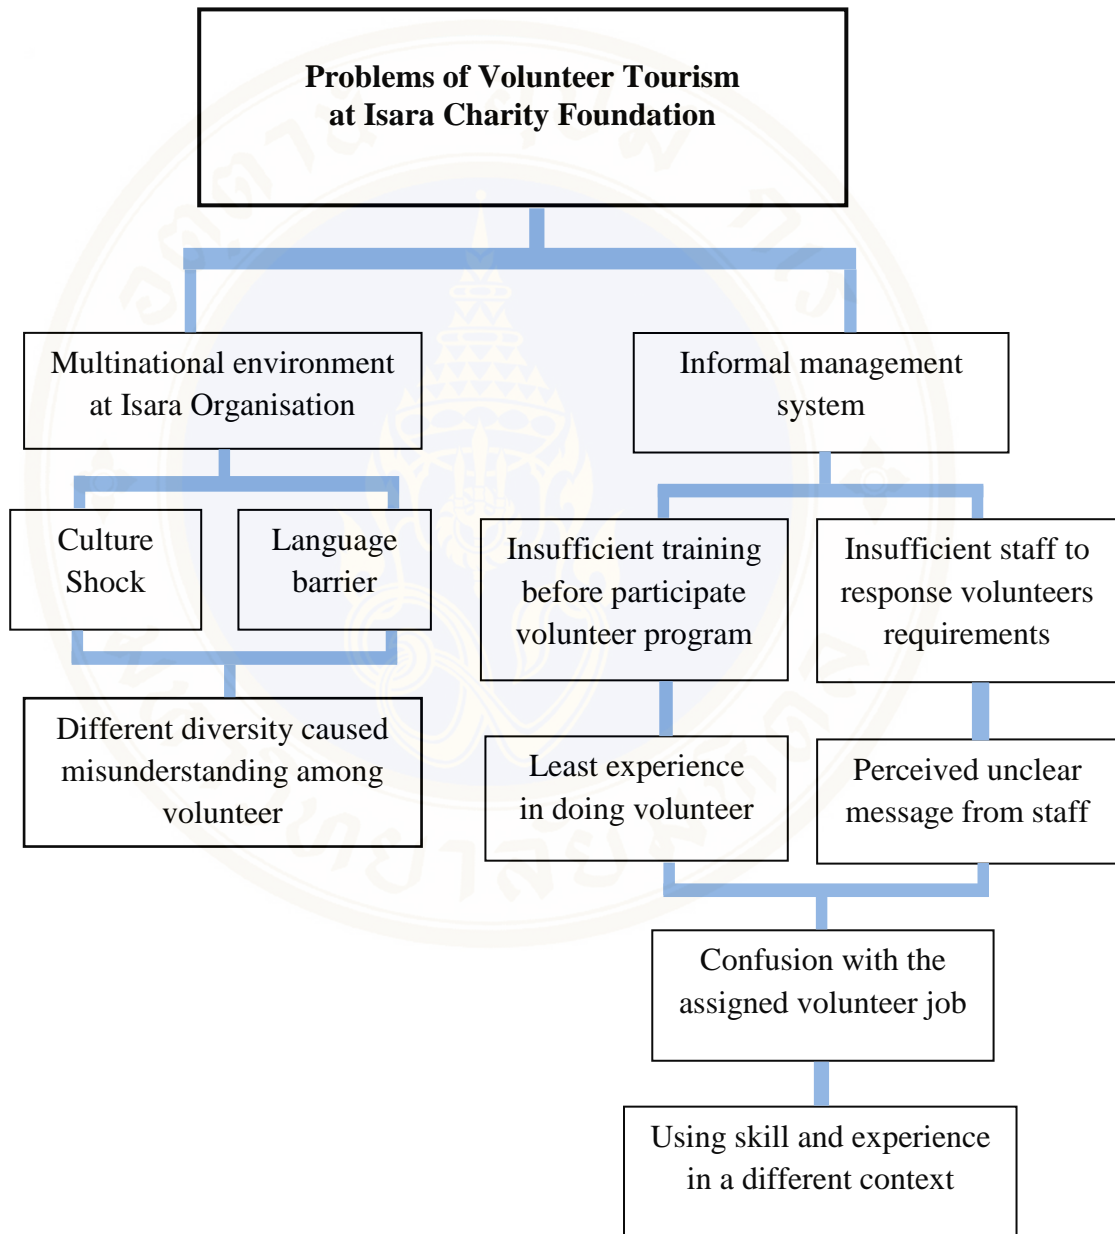 Problems of Volunteer Tourism
at Isara Charity Foundation
Multinational environment
at Isara Organisation
Informal management
system
Culture
Shock
Language
barrier
Insufficient training
before participate
volunteer program
Insufficient staff to
response volunteers
requirements
Different diversity caused
misunderstanding among
volunteer
Least experience
in doing volunteer
Perceived unclear
message from staff
Confusion with the
assigned volunteer job
Using skill and experience
in a different context